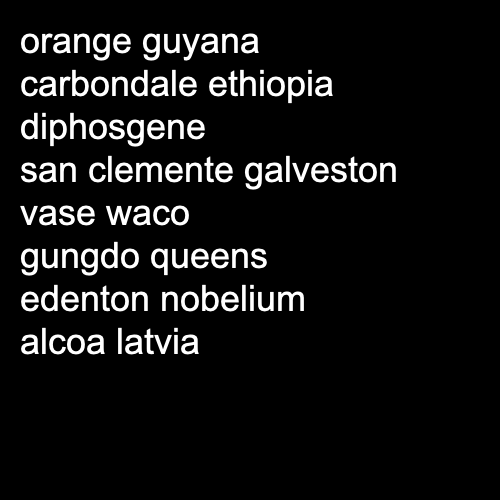 orange guyana
carbondale ethiopia
diphosgene
san clemente galveston
vase waco
gungdo queens
edenton nobelium
alcoa latvia